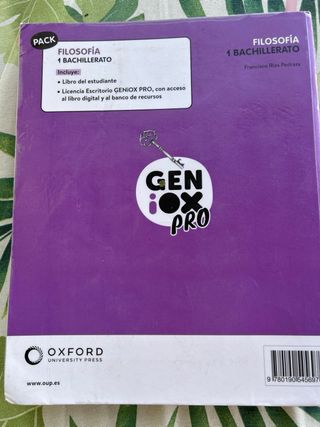 PACK
FILOSOFÍA
1 BACHILLERATO
Incluye:
• Libro del estudiante
• Licencia Escritorio GENiOX PRO, con acceso
al libro digital y al banco de recursos
FILOSOFÍA
1 BACHILLERATO
Francisco Ríos Pedraza
GEN
iOX
PRO
OXFORD
UNIVERSITY PRESS
www.oup.es